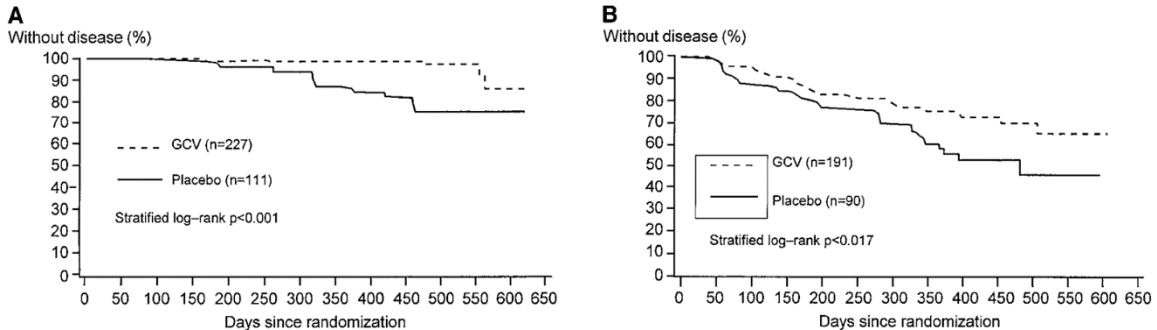 A
Without disease (%)
100
90
80
70
60
50
40
30
20
10
0
GCV (n=227)
Placebo (n=111)
Stratified log–rank p<0.001
0 50 100 150 200 250 300 350 400 450 500 550 600 650
Days since randomization
B
Without disease (%)
100
90
80
70
60
50
40
30
20
10
0
GCV (n=191)
Placebo (n=90)
Stratified log–rank p<0.017
0 50 100 150 200 250 300 350 400 450 500 550 600 650
Days since randomization